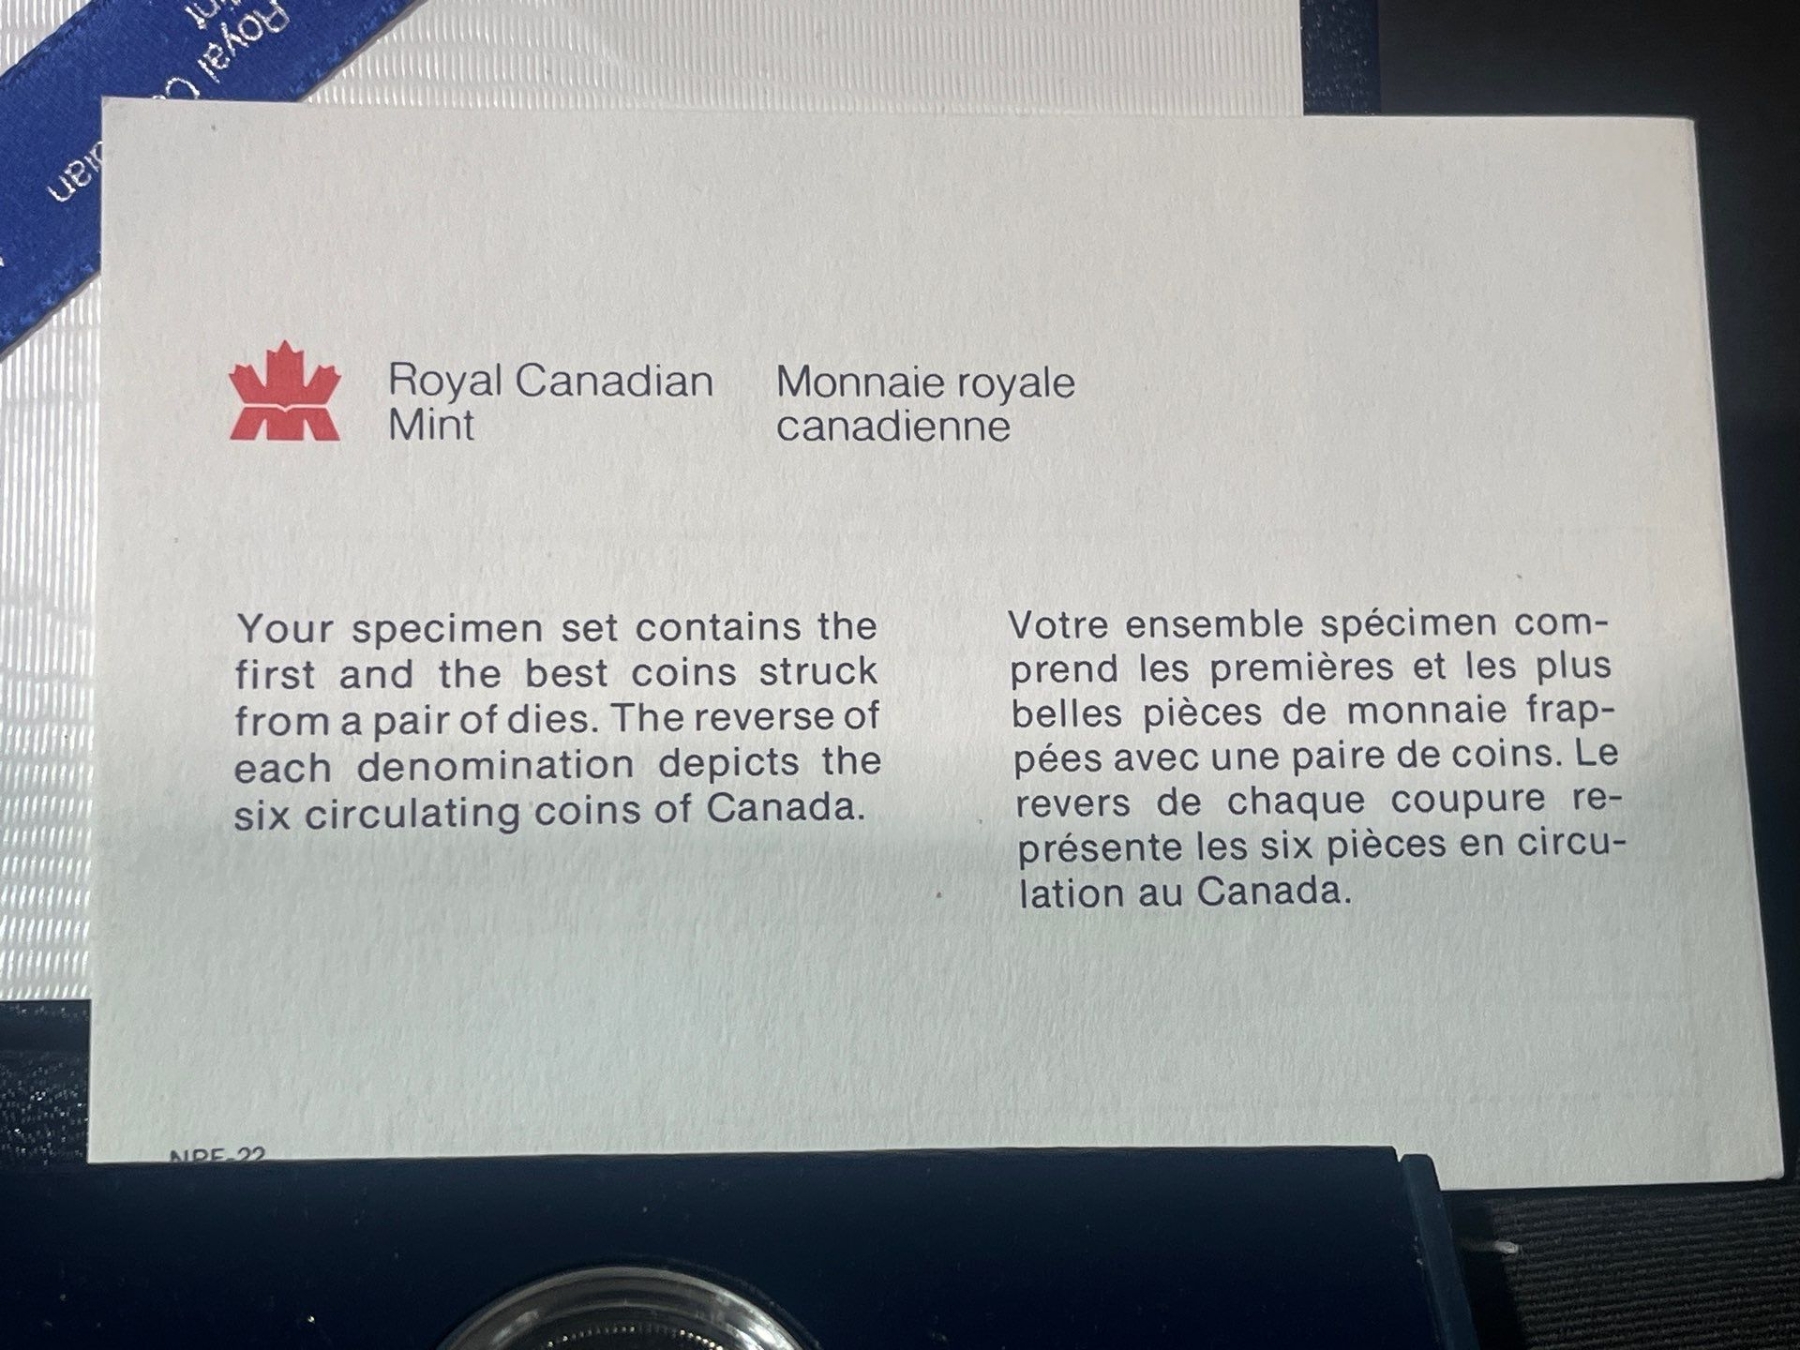 Royal Canadian
Mint
Royal Canadian
Mint
Monnaie royale
canadienne
Your specimen set contains the
first and the best coins struck
from a pair of dies. The reverse of
each denomination depicts the
six circulating coins of Canada.
Votre ensemble spécimen com-
prend les premières et les plus
belles pièces de monnaie frap-
pées avec une paire de coins. Le
revers de chaque coupure re-
présente les six pièces en circu-
lation au Canada.